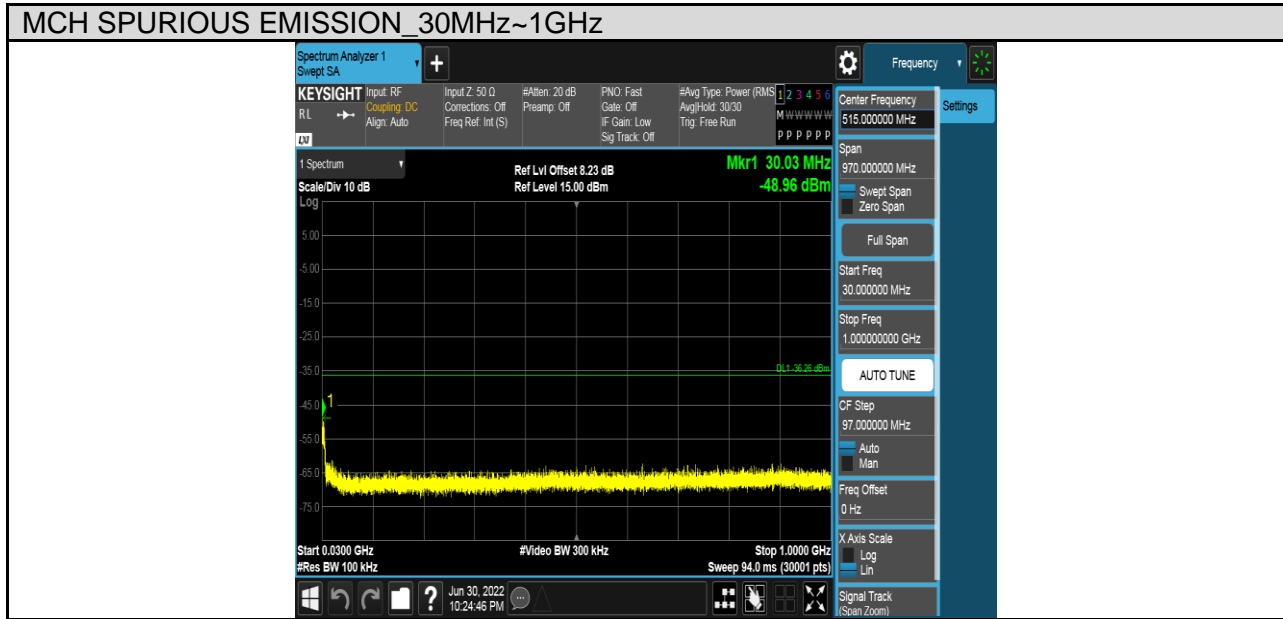 MCH SPURIOUS EMISSION_30MHz~1GHz
Spectrum Analyzer 1
Swept SA
Frequency
KEYSIGHT
RL
LXI
Input: RF
Coupling: DC
Align: Auto
Input Z: 50 Ω
Corrections: Off
Freq Ref: Int (S)
#Atten: 20 dB
Preamp: Off
PNO: Fast
Gate: Off
IF Gain: Low
Sig Track: Off
#Avg Type: Power (RMS
Avg|Hold: 30/30
Trig: Free Run
1 2 3 4 5 6
M W W W W W
P P P P P P
1 Spectrum
Scale/Div 10 dB
Log
Ref Lvl Offset 8.23 dB
Ref Level 15.00 dBm
Mkr1 30.03 MHz
-48.96 dBm
5.00
-5.00
-15.0
-25.0
-35.0
DL1 -36.26 dBm
-45.0
1
-55.0
-65.0
-75.0
Start 0.0300 GHz
#Res BW 100 kHz
#Video BW 300 kHz
Stop 1.0000 GHz
Sweep 94.0 ms (30001 pts)
Jun 30, 2022
10:24:46 PM
Center Frequency
515.000000 MHz
Span
970.000000 MHz
Swept Span
Zero Span
Full Span
Start Freq
30.000000 MHz
Stop Freq
1.000000000 GHz
AUTO TUNE
CF Step
97.000000 MHz
Auto
Man
Freq Offset
0 Hz
X Axis Scale
Log
Lin
Signal Track
(Span Zoom)
Settings